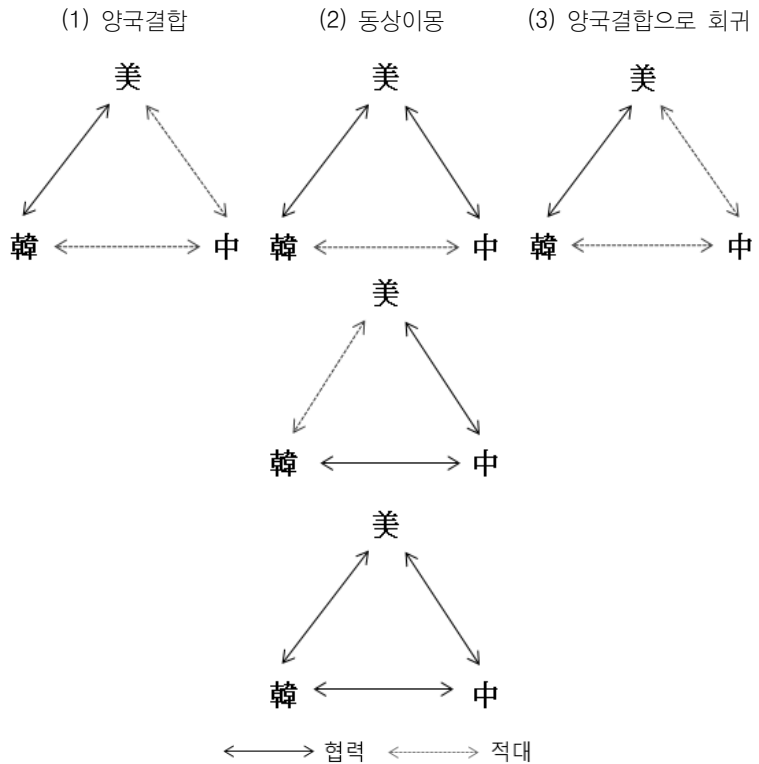 (1) 양국결합 (2) 동상이몽 (3) 양국결합으로 회귀
美 美 美
韓 中 韓 中 韓 中
美
韓 中
美
韓 中
협력 적대